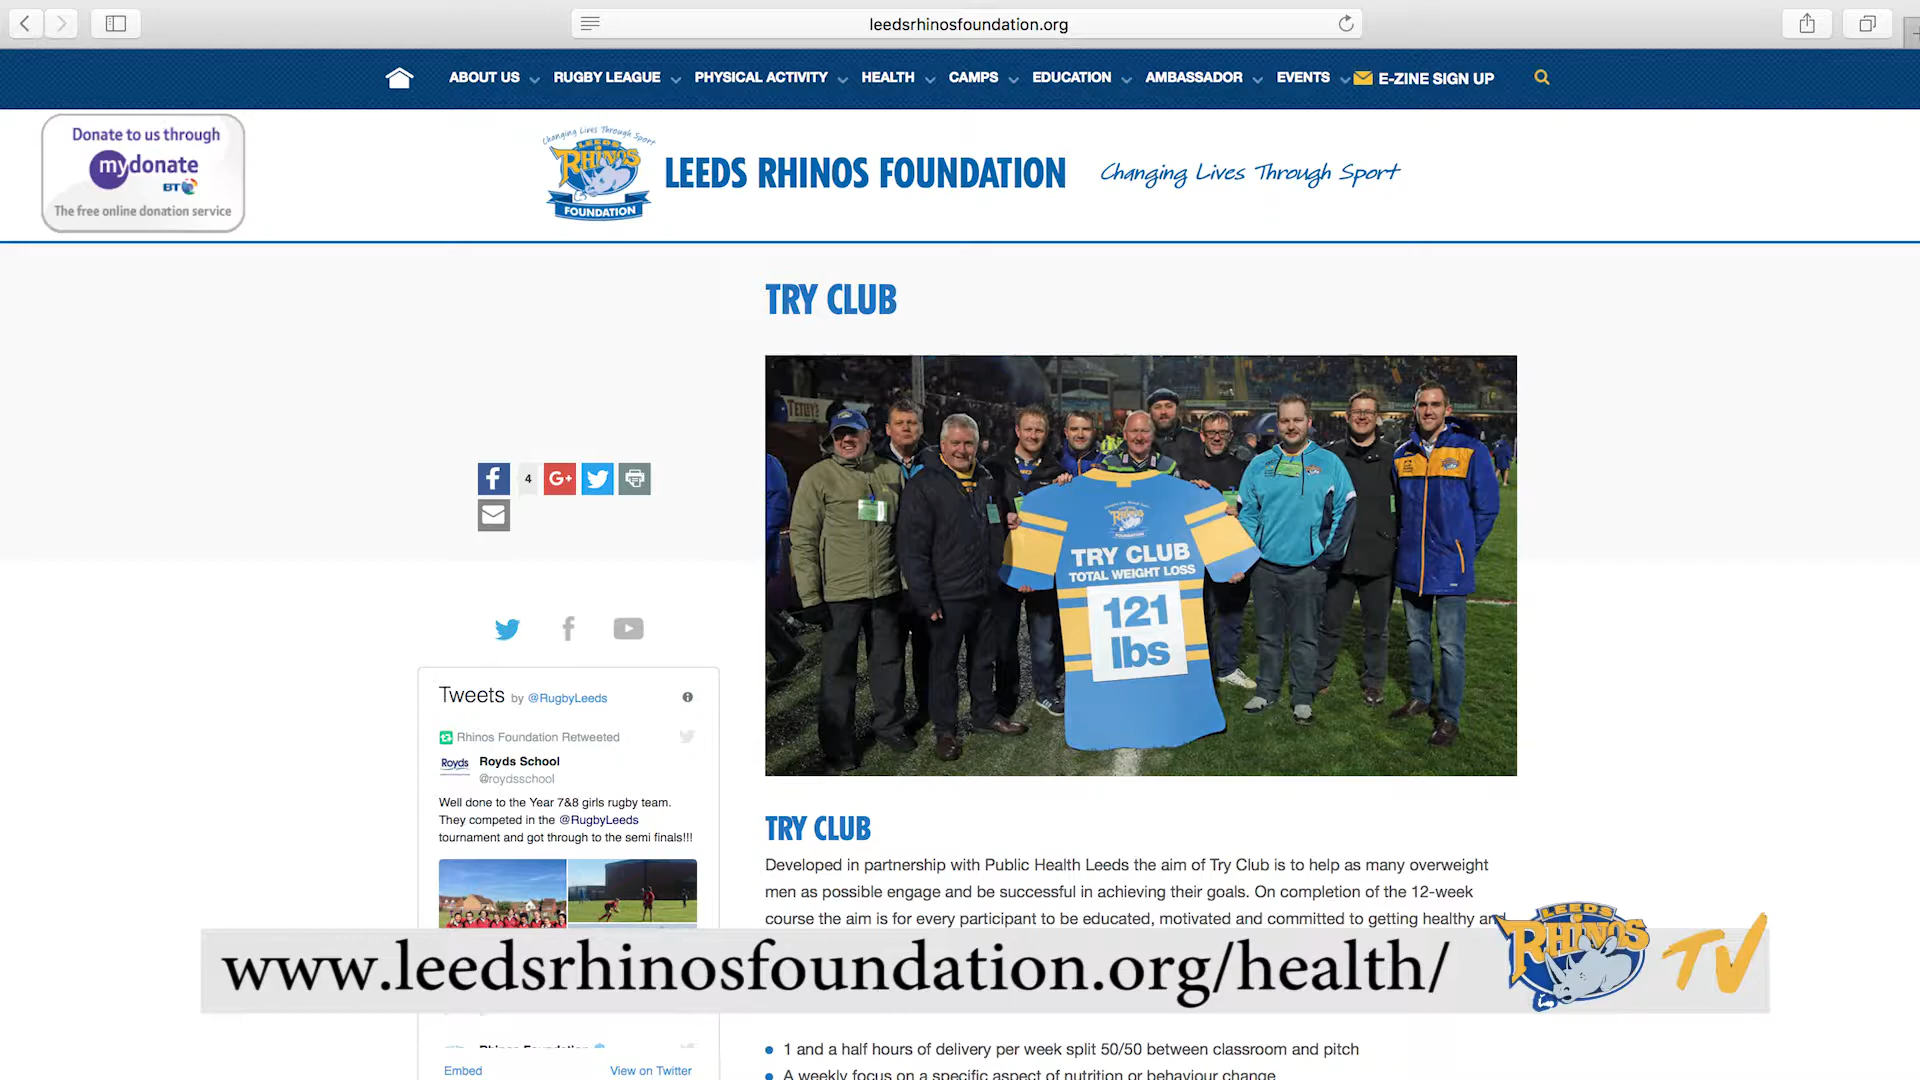 leedsrhinosfoundation.org
ABOUT US RUGBY LEAGUE PHYSICAL ACTIVITY HEALTH CAMPS EDUCATION AMBASSADOR EVENTS E-ZINE SIGN UP
Donate to us through
mydonate
BT
The free online donation service
Changing Lives Through Sport
LEEDS
RHINOS
FOUNDATION
LEEDS RHINOS FOUNDATION
Changing Lives Through Sport
TRY CLUB
TETLEY'S
RHINOS
FOUNDATION
TRY CLUB
TOTAL WEIGHT LOSS
121
lbs
4
G+
Tweets by @RugbyLeeds
Rhinos Foundation Retweeted
Royds
Royds School
@roydsschool
Well done to the Year 7&8 girls rugby team.
They competed in the @RugbyLeeds
tournament and got through to the semi finals!!!
TRY CLUB
Developed in partnership with Public Health Leeds the aim of Try Club is to help as many overweight
men as possible engage and be successful in achieving their goals. On completion of the 12-week
course the aim is for every participant to be educated, motivated and committed to getting healthy and
www.leedsrhinosfoundation.org/health/
LEEDS
RHINOS
TV
Rhinos Foundation
Embed View on Twitter
1 and a half hours of delivery per week split 50/50 between classroom and pitch
A weekly focus on a specific aspect of nutrition or behaviour change